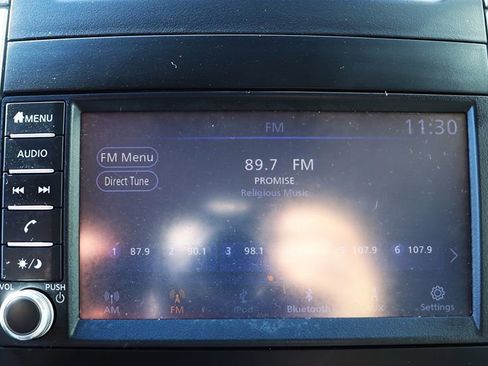 MENU
AUDIO
VOL PUSH
FM
11:30
FM Menu
Direct Tune
89.7 FM
PROMISE
Religious Music
1 87.9 2 90.1 3 98.1 107.9 6 107.9
AM FM iPod Bluetooth Settings